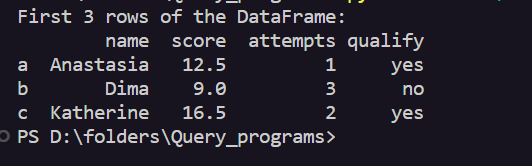 First 3 rows of the DataFrame:
        name  score  attempts qualify
a  Anastasia   12.5         1     yes
b       Dima    9.0         3      no
c  Katherine   16.5         2     yes
PS D:\folders\Query_programs>